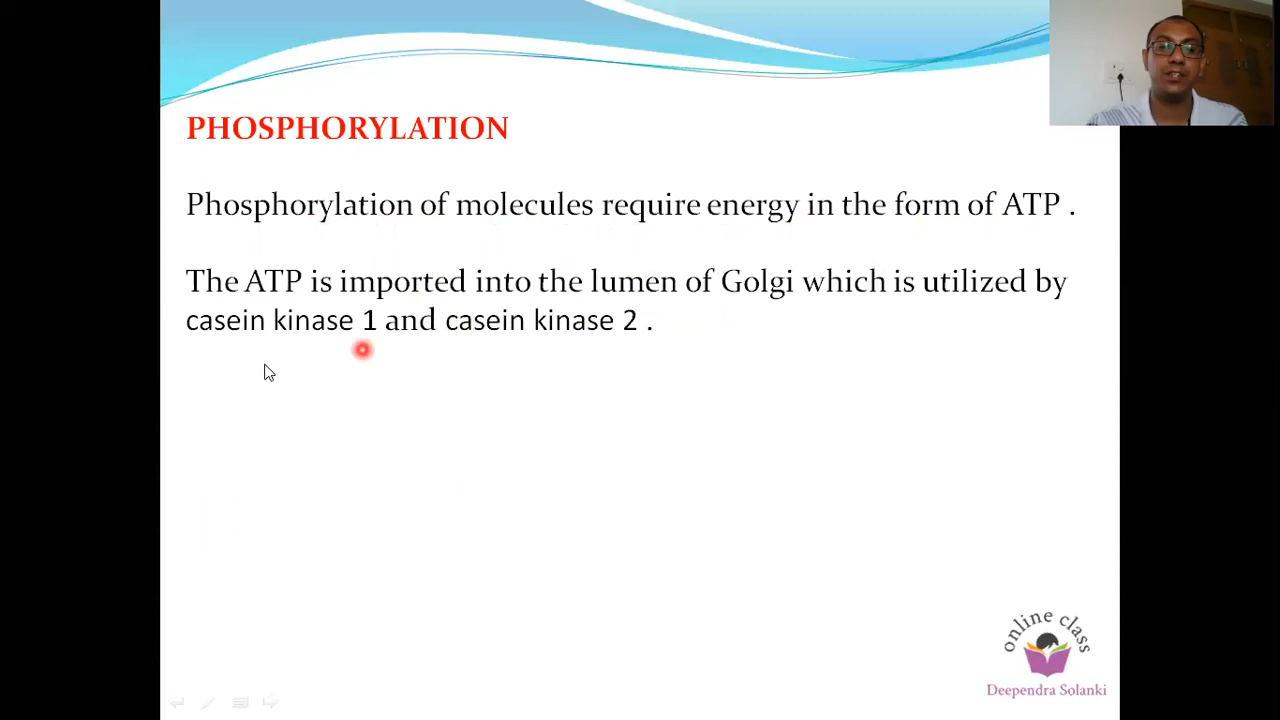 PHOSPHORYLATION
Phosphorylation of molecules require energy in the form of ATP .
The ATP is imported into the lumen of Golgi which is utilized by
casein kinase 1 and casein kinase 2 .
online class
Deependra Solanki